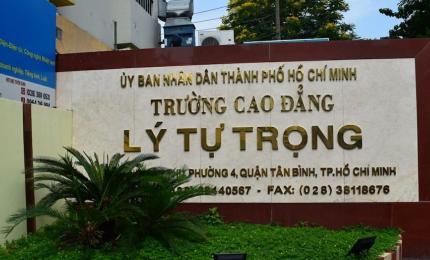 ỦY BAN NHÂN DÂN THÀNH PHỐ HỒ CHÍ MINH
TRƯỜNG CAO ĐẲNG
LÝ TỰ TRỌNG
PHƯỜNG 4, QUẬN TÂN BÌNH, TP.HỒ CHÍ MINH
140567 - FAX: (028) 38118676